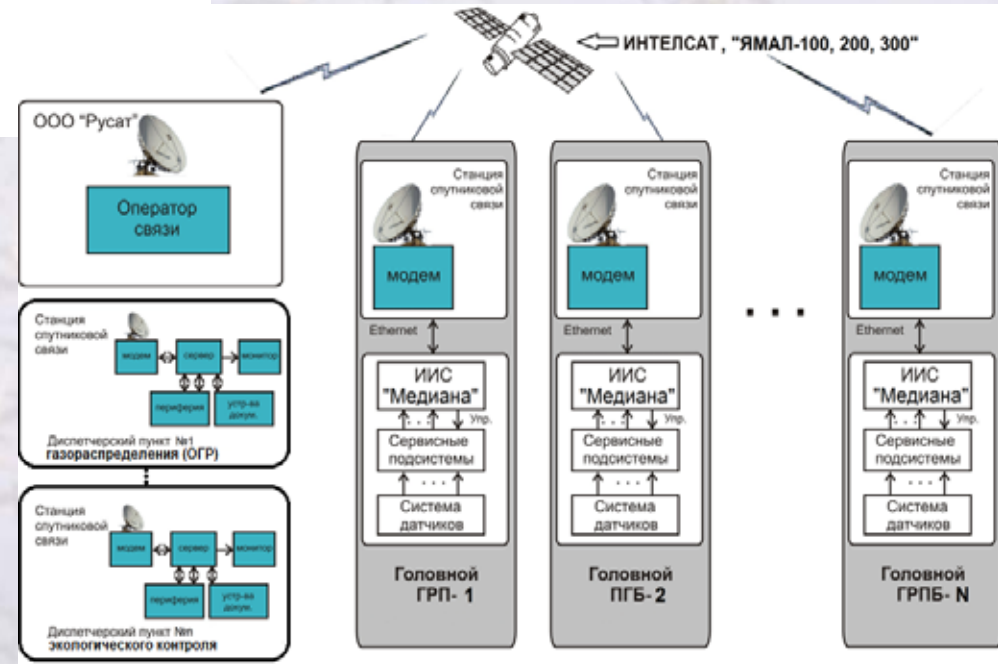 ИНТЕЛСАТ, "ЯМАЛ-100, 200, 300"
ООО "Русат"
Оператор
связи
Станция
спутниковой
связи
модем
сервер
монитор
периферия
устр-ва
докум.
Диспетчерский пункт №1
газораспределения (ОГР)
Станция
спутниковой
связи
модем
сервер
монитор
периферия
устр-ва
докум.
Диспетчерский пункт №n
экологического контроля
Станция
спутниковой
связи
модем
Ethernet
ИИС
"Медиана"
. . .
Упр.
Сервисные
подсистемы
. . .
Система
датчиков
Головной
ГРП- 1
Станция
спутниковой
связи
модем
Ethernet
ИИС
"Медиана"
. . .
Упр.
Сервисные
подсистемы
. . .
Система
датчиков
Головной
ПГБ- 2
. . .
Станция
спутниковой
связи
модем
Ethernet
ИИС
"Медиана"
. . .
Упр.
Сервисные
подсистемы
. . .
Система
датчиков
Головной
ГРПБ- N